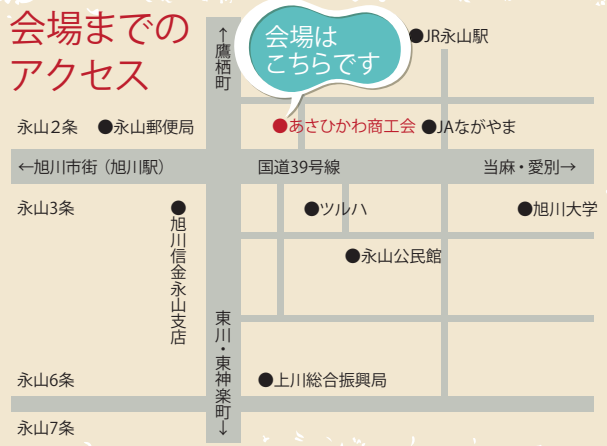 会場までの
アクセス
↑鷹栖町
会場は
こちらです
●JR永山駅
永山２条
●永山郵便局
●あさひかわ商工会
●JAながやま
←旭川市街（旭川駅）
国道39号線
当麻・愛別→
永山3条
●旭川信金永山支店
●ツルハ
●旭川大学
●永山公民館
東川・東神楽町↓
永山6条
●上川総合振興局
永山7条